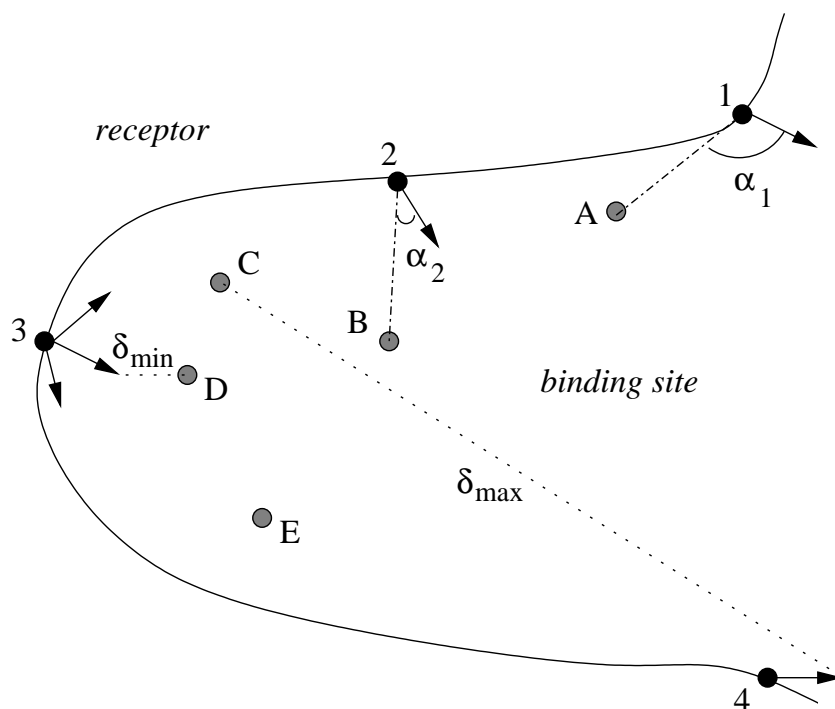 1
receptor
2
α1
A
C
α2
B
3
δmin
D
binding site
δmax
E
4